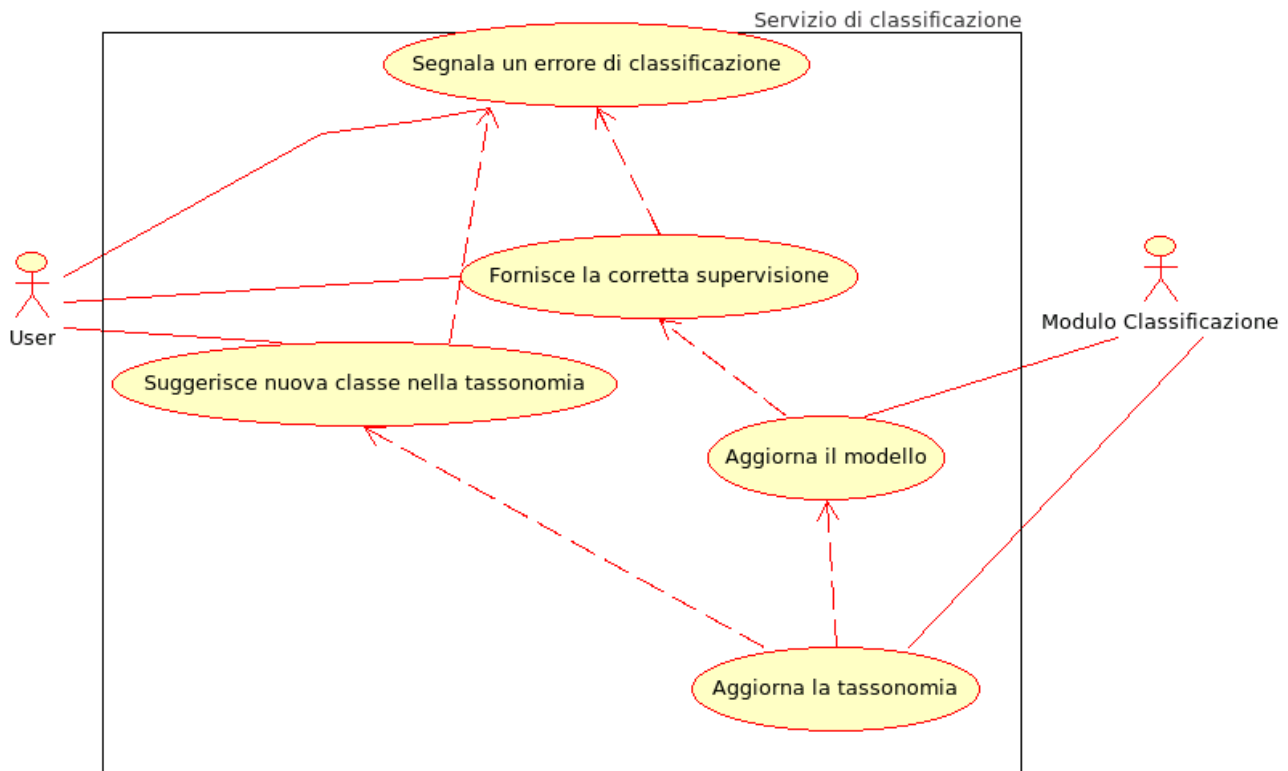 Servizio di classificazione
Segnala un errore di classificazione
Fornisce la corretta supervisione
User
Modulo Classificazione
Suggerisce nuova classe nella tassonomia
Aggiorna il modello
Aggiorna la tassonomia